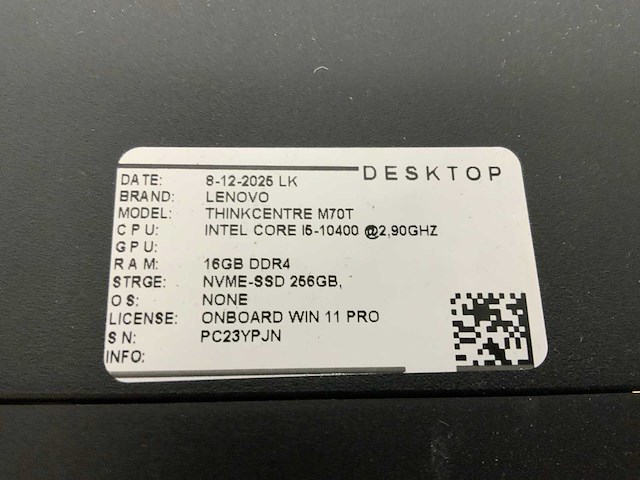 DESKTOP
DATE: 8-12-2025 LK
BRAND: LENOVO
MODEL: THINKCENTRE M70T
CPU: INTEL CORE I5-10400 @2,90GHZ
GPU:
RAM: 16GB DDR4
STRGE: NVME-SSD 256GB,
OS: NONE
LICENSE: ONBOARD WIN 11 PRO
SN: PC23YPJN
INFO: